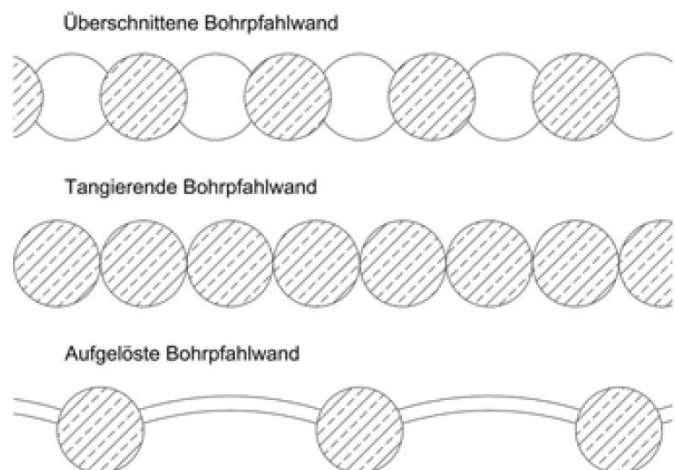 Überschnittene Bohrpfahlwand
Tangierende Bohrpfahlwand
Aufgelöste Bohrpfahlwand